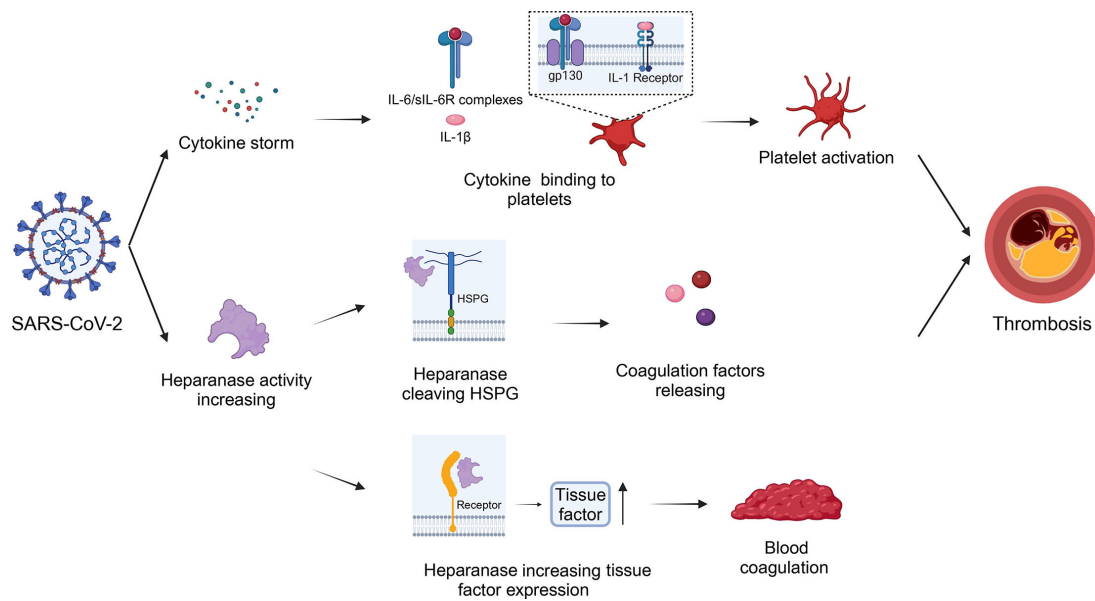 gp130
IL-1 Receptor
IL-6/sIL-6R complexes
IL-1β
Cytokine storm
Cytokine binding to
platelets
Platelet activation
SARS-CoV-2
HSPG
Thrombosis
Heparanase activity
increasing
Heparanase
cleaving HSPG
Coagulation factors
releasing
Receptor
Tissue
factor
Heparanase increasing tissue
factor expression
Blood
coagulation